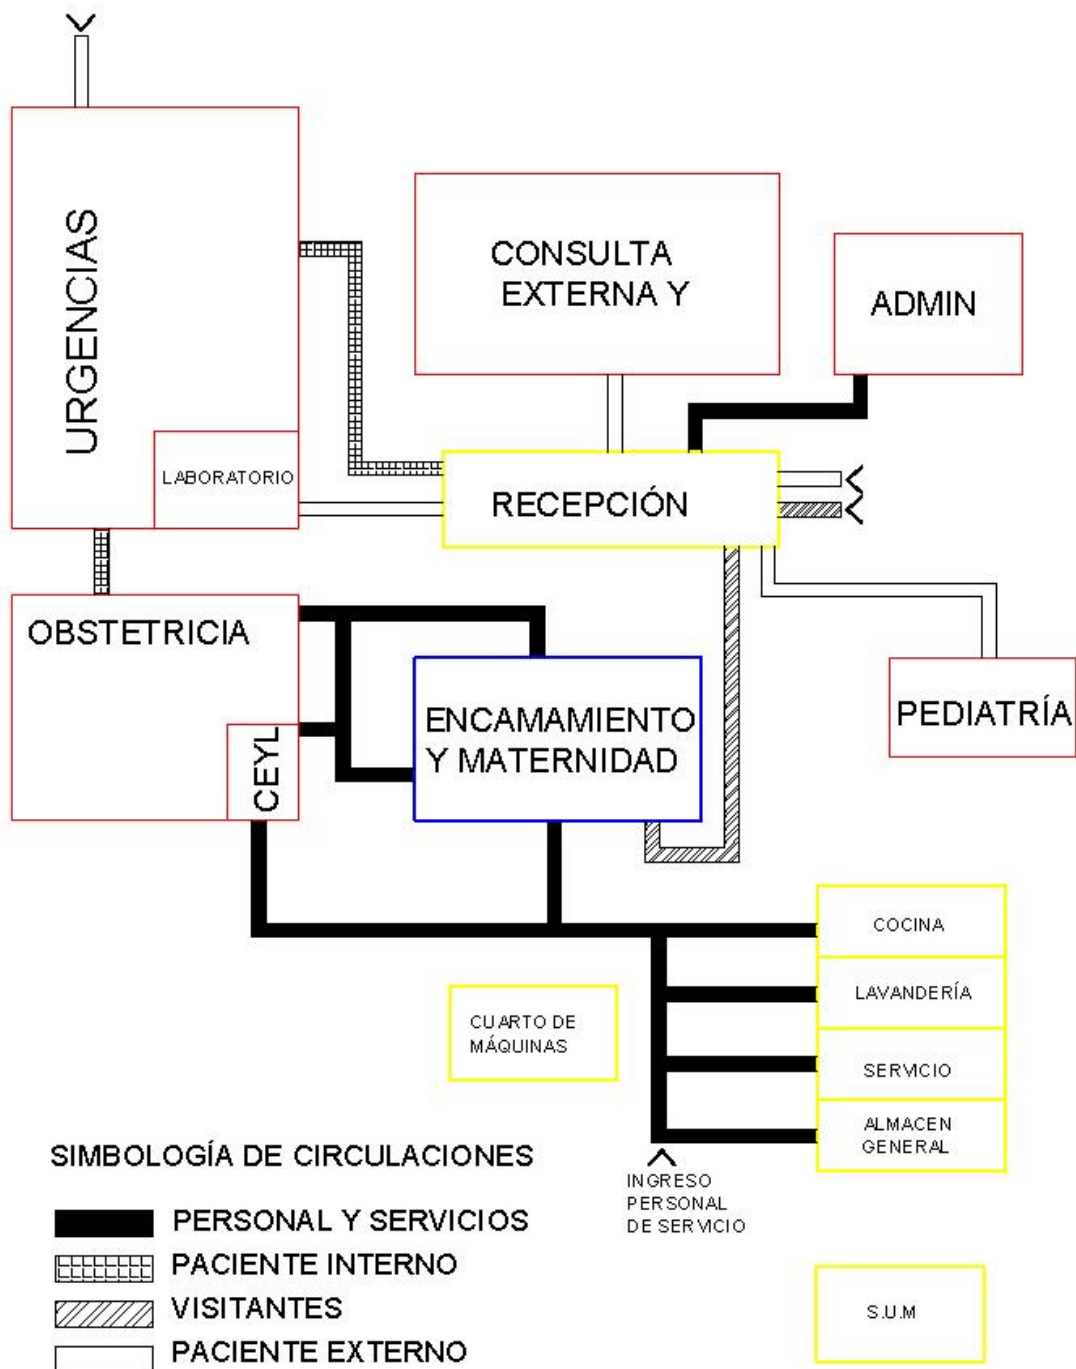 URGENCIAS
CONSULTA
EXTERNA Y
ADMIN
LABORATORIO
RECEPCIÓN
OBSTETRICIA
CEYL
ENCAMAMIENTO
Y MATERNIDAD
PEDIATRÍA
COCINA
LAVANDERÍA
CUARTO DE
MÁQUINAS
SERVICIO
ALMACEN
GENERAL
INGRESO
PERSONAL
DE SERVICIO
SIMBOLOGÍA DE CIRCULACIONES
PERSONAL Y SERVICIOS
PACIENTE INTERNO
VISITANTES
PACIENTE EXTERNO
S.U.M